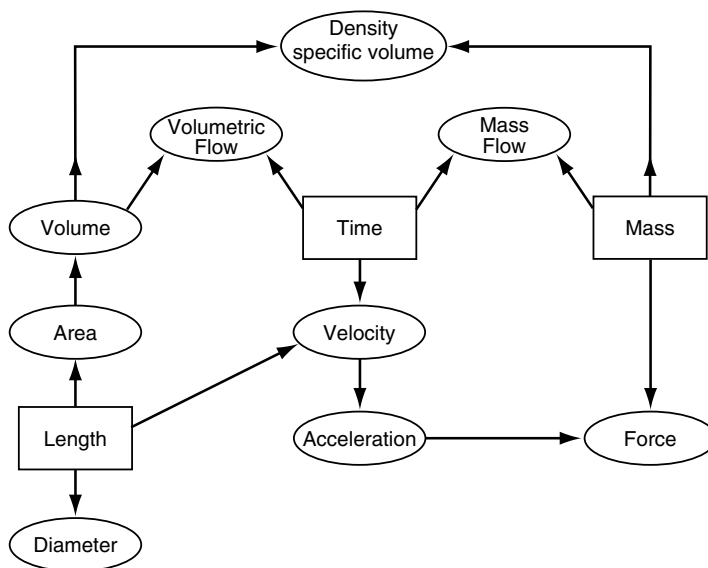 Density
specific volume
Volumetric
Flow
Mass
Flow
Volume
Time
Mass
Area
Velocity
Length
Acceleration
Force
Diameter